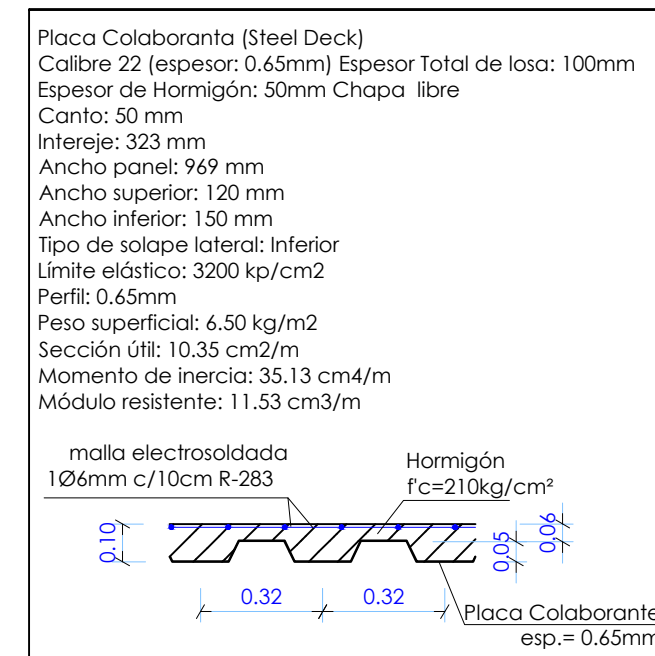 Placa Colaboranta (Steel Deck)
Calibre 22 (espesor: 0.65mm) Espesor Total de losa: 100mm
Espesor de Hormigón: 50mm Chapa libre
Canto: 50 mm
Intereje: 323 mm
Ancho panel: 969 mm
Ancho superior: 120 mm
Ancho inferior: 150 mm
Tipo de solape lateral: Inferior
Límite elástico: 3200 kp/cm2
Perfil: 0.65mm
Peso superficial: 6.50 kg/m2
Sección útil: 10.35 cm2/m
Momento de inercia: 35.13 cm4/m
Módulo resistente: 11.53 cm3/m
malla electrosoldada
1Ø6mm c/10cm R-283
Hormigón
f'c=210kg/cm²
0.10
0.05
0.06
0.32
0.32
Placa Colaborante
esp.= 0.65mm